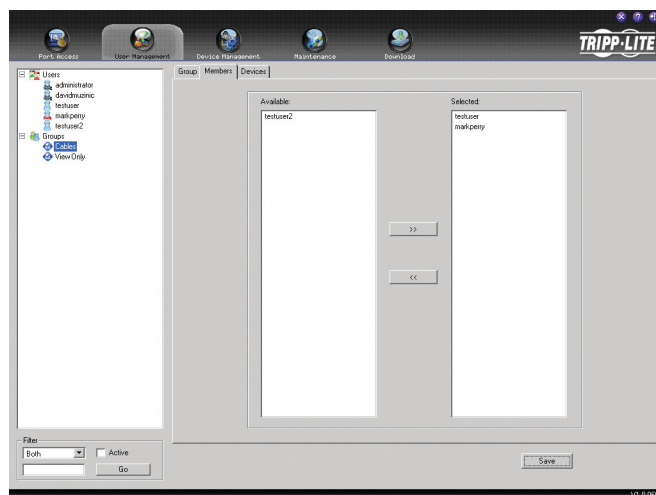 TRIPP·LITE
Port Access
User Management
Device Management
Maintenance
Download
Users
administrator
davidmuzinic
testuser
markperry
testuser2
Groups
Cables
View Only
Group
Members
Devices
Available:
testuser2
Selected:
testuser
markperry
>>
<<
Filter
Both
Active
Go
Save